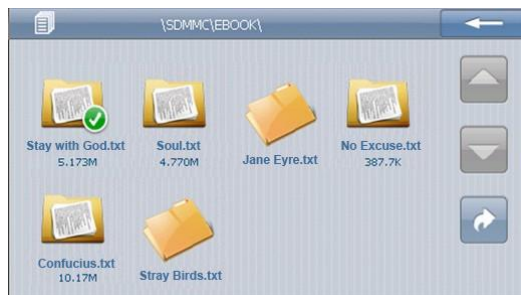 \SDMMC\EBOOK\
Stay with God.txt
5.173M
Soul.txt
4.770M
Jane Eyre.txt
No Excuse.txt
387.7K
Confucius.txt
10.17M
Stray Birds.txt